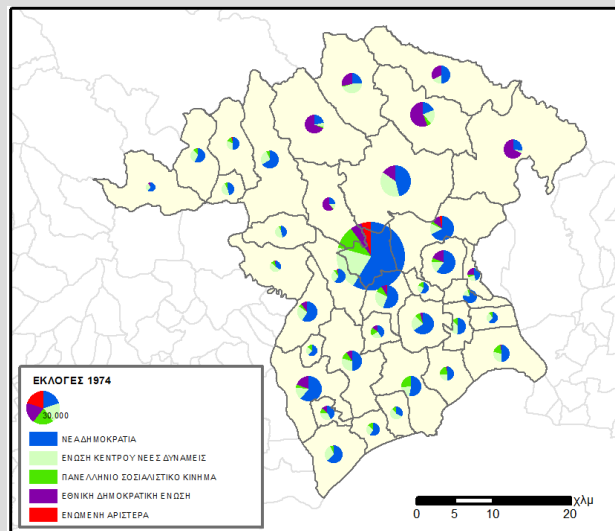 ΕΚΛΟΓΕΣ 1974
30.000
ΝΕΑ ΔΗΜΟΚΡΑΤΙΑ
ΕΝΩΣΗ ΚΕΝΤΡΟΥ ΝΕΕΣ ΔΥΝΑΜΕΙΣ
ΠΑΝΕΛΛΗΝΙΟ ΣΟΣΙΑΛΙΣΤΙΚΟ ΚΙΝΗΜΑ
ΕΘΝΙΚΗ ΔΗΜΟΚΡΑΤΙΚΗ ΕΝΩΣΗ
ΕΝΩΜΕΝΗ ΑΡΙΣΤΕΡΑ
χλμ
0 5 10 20